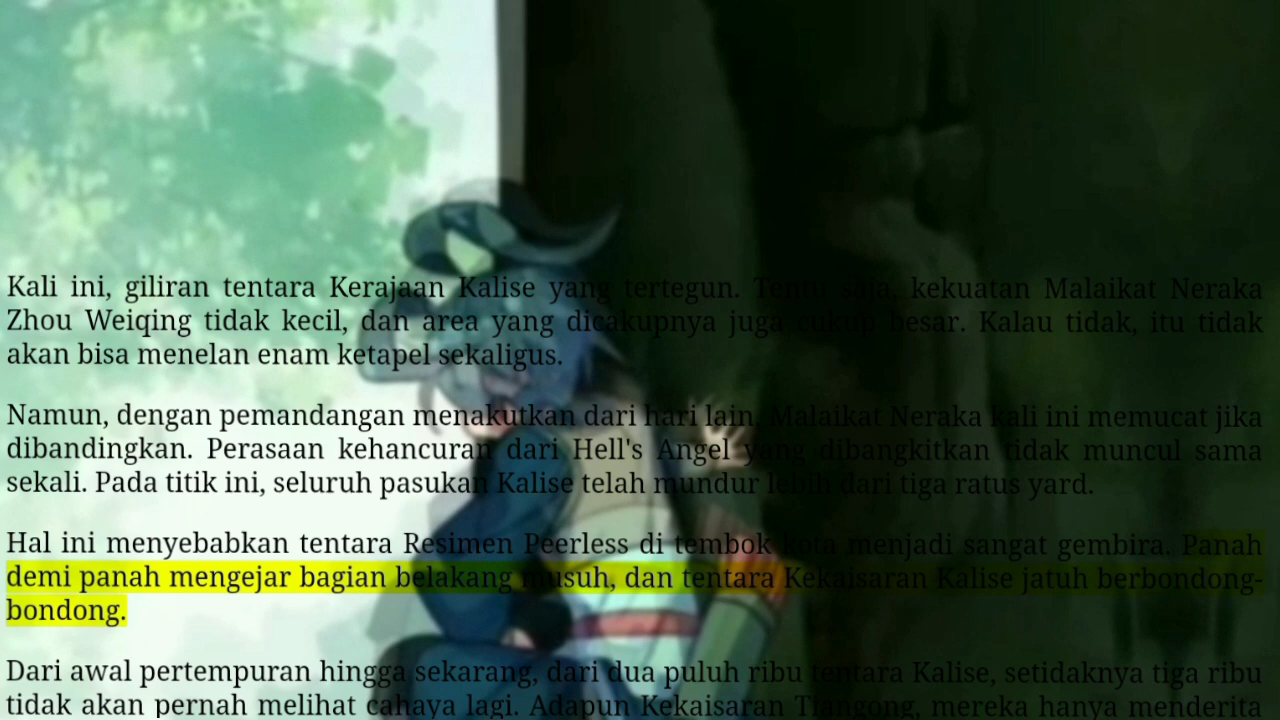 Kali ini, giliran tentara Kerajaan Kalise yang tertegun. Tentu saja, kekuatan Malaikat Neraka
Zhou Weiqing tidak kecil, dan area yang dicakupnya juga cukup besar. Kalau tidak, itu tidak
akan bisa menelan enam ketapel sekaligus.
Namun, dengan pemandangan menakutkan dari hari lain, Malaikat Neraka kali ini memucat jika
dibandingkan. Perasaan kehancuran dari Hell's Angel yang dibangkitkan tidak muncul sama
sekali. Pada titik ini, seluruh pasukan Kalise telah mundur lebih dari tiga ratus yard.
Hal ini menyebabkan tentara Resimen Peerless di tembok kota menjadi sangat gembira. Panah
demi panah mengejar bagian belakang musuh, dan tentara Kekaisaran Kalise jatuh berbondong-
bondong.
Dari awal pertempuran hingga sekarang, dari dua puluh ribu tentara Kalise, setidaknya tiga ribu
tidak akan pernah melihat cahaya lagi. Adapun Kekaisaran Tiangong, mereka hanya menderita